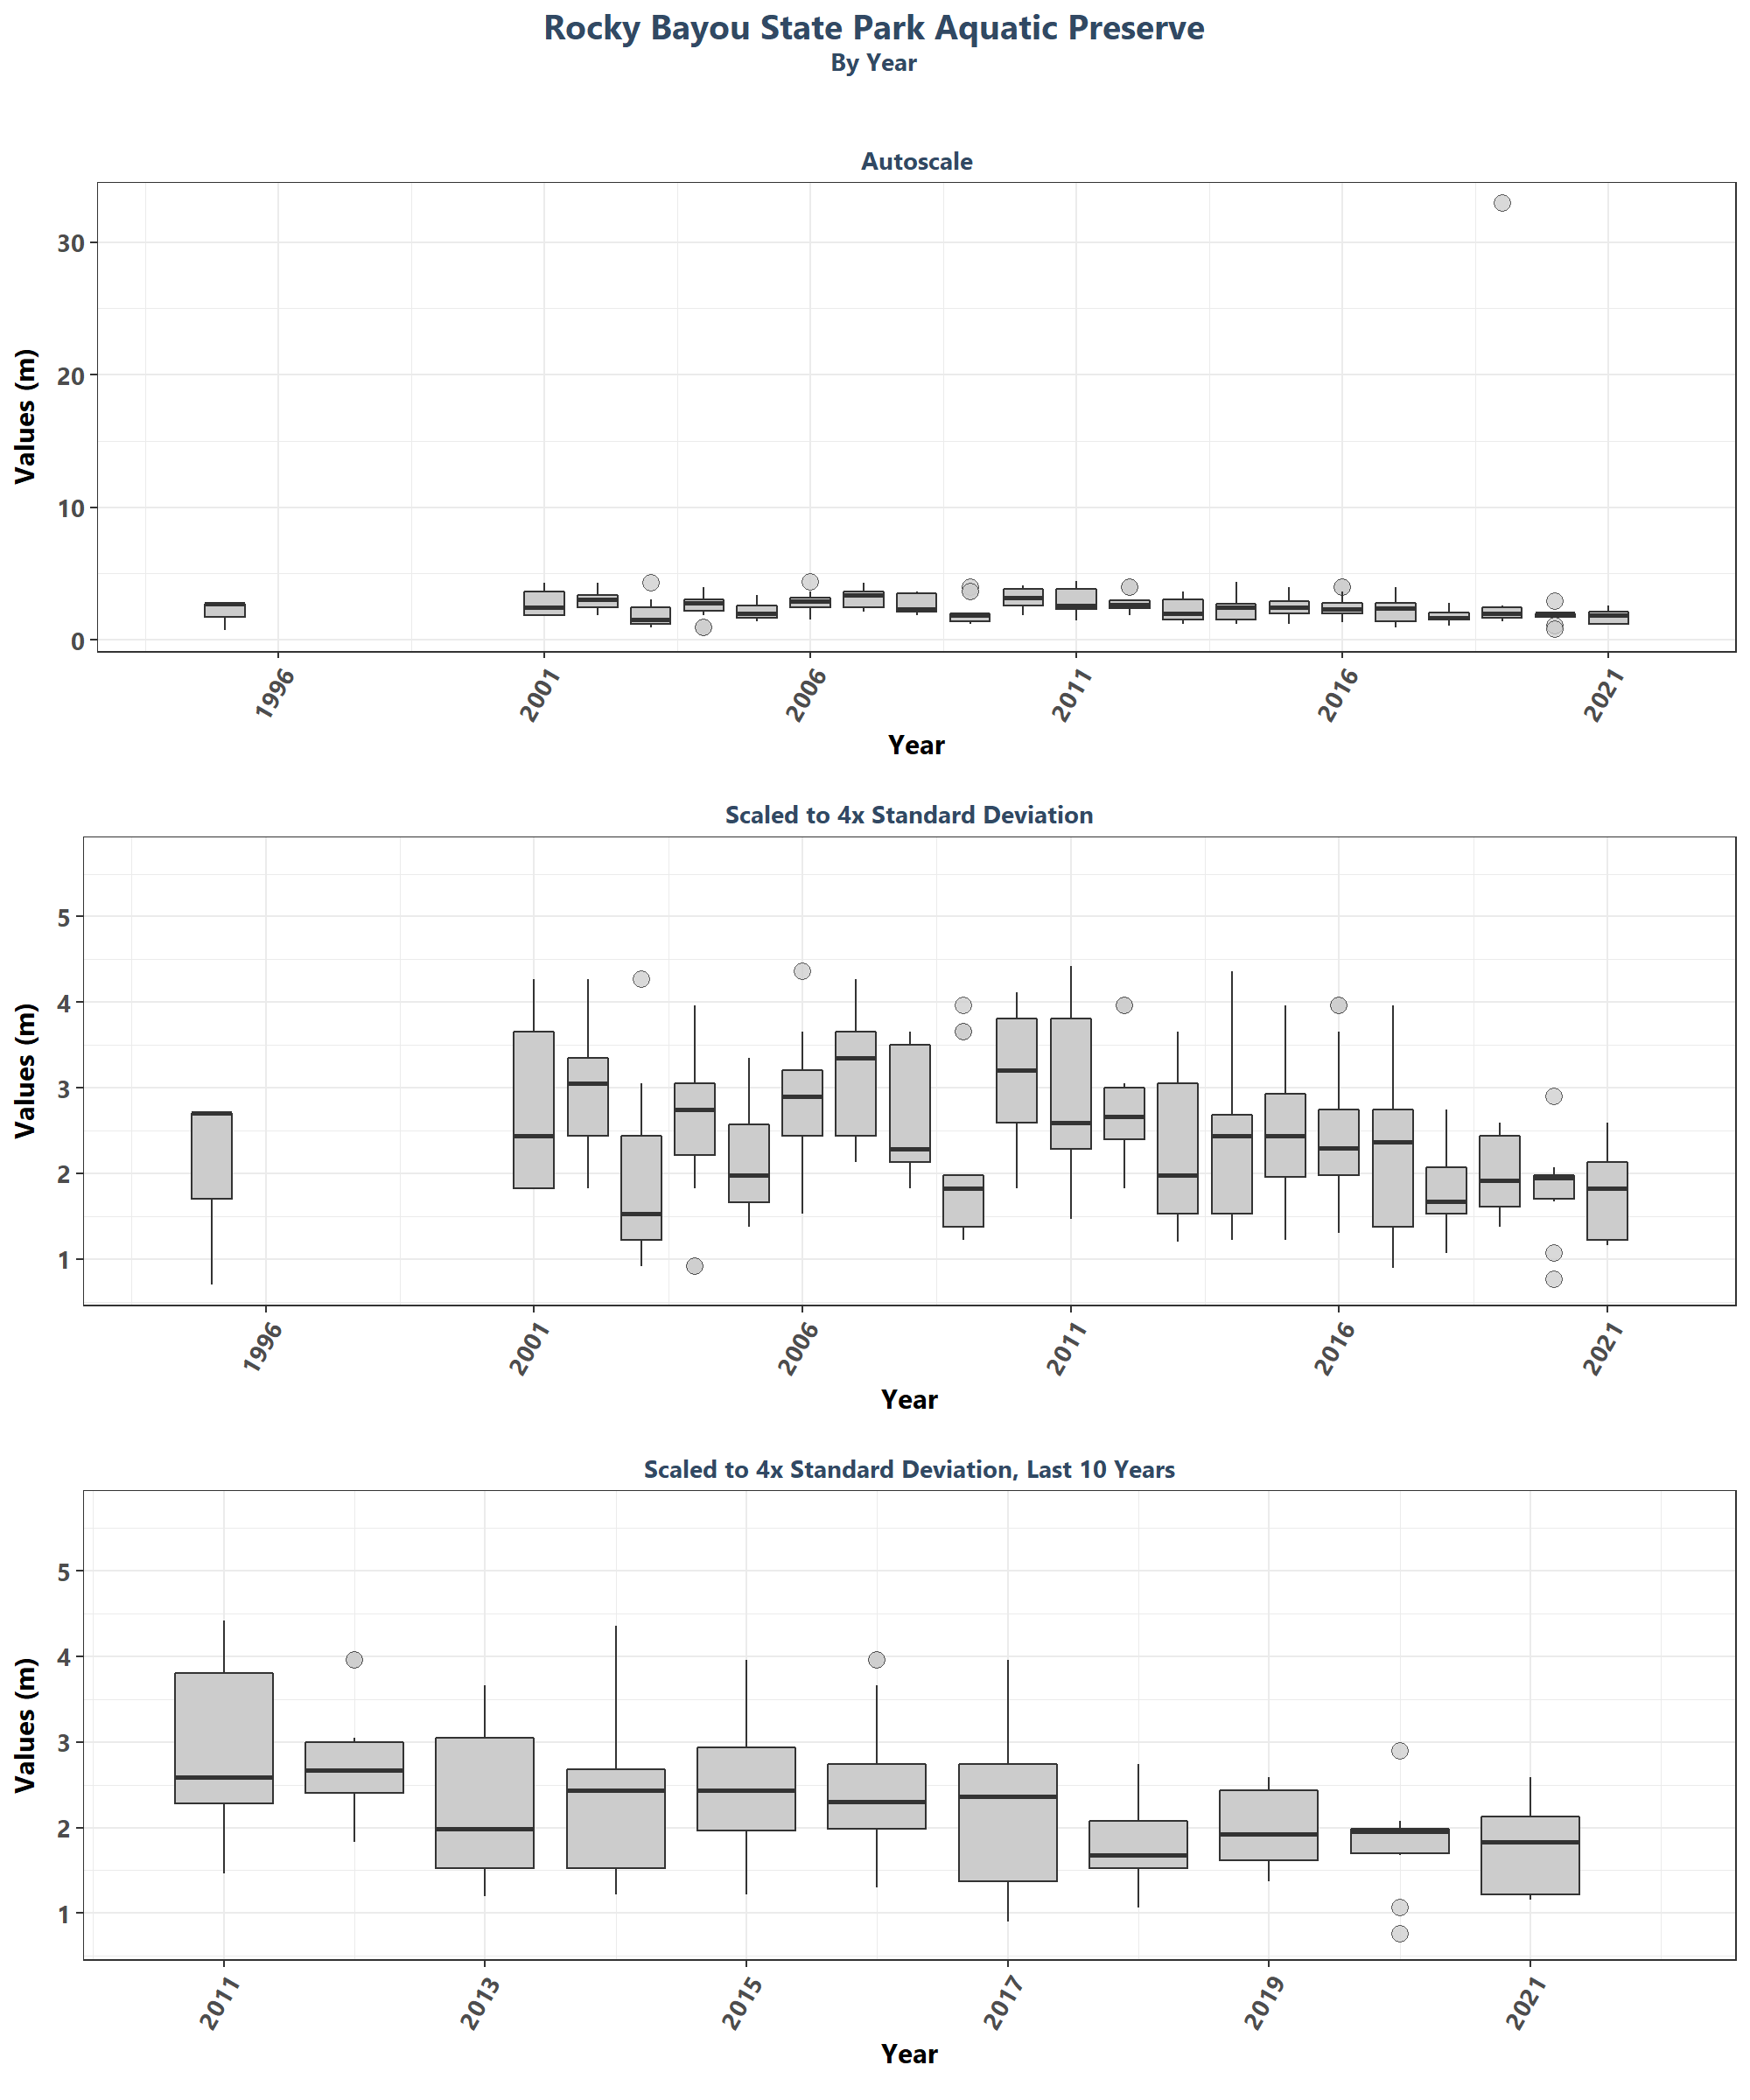 Rocky Bayou State Park Aquatic Preserve
By Year
Autoscale
Values (m)
30
20
10
0
1996
2001
2006
2011
2016
2021
Year
Scaled to 4x Standard Deviation
Values (m)
5
4
3
2
1
1996
2001
2006
2011
2016
2021
Year
Scaled to 4x Standard Deviation, Last 10 Years
Values (m)
5
4
3
2
1
2011
2013
2015
2017
2019
2021
Year